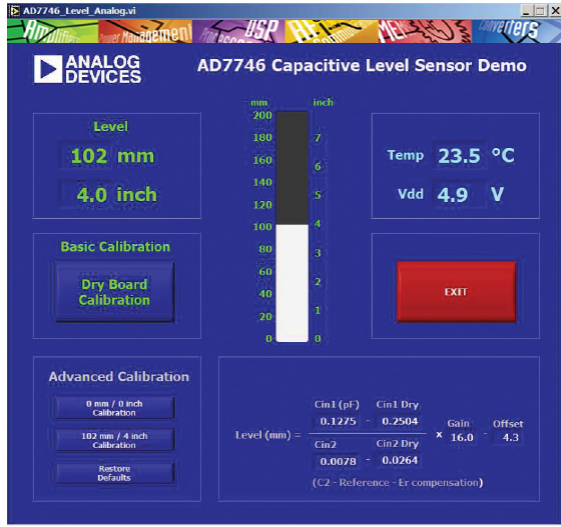 AD7746_Level_Analog.vi
Amplifiers Power Management DSP MEMS Converters
ANALOG
DEVICES
AD7746 Capacitive Level Sensor Demo
Level
102 mm
4.0 inch
mm inch
200
180 7
160 6
140 5
120
100 4
80 3
60
40 2
20 1
0 0
Temp 23.5 °C
Vdd 4.9 V
Basic Calibration
Dry Board
Calibration
EXIT
Advanced Calibration
0 mm / 0 inch
Calibration
102 mm / 4 inch
Calibration
Restore
Defaults
Cin1 (pF) Cin1 Dry
0.1275 - 0.2504
Level (mm) =
Cin2 Cin2 Dry
0.0078 - 0.0264
x Gain - Offset
16.0 4.3
(C2 - Reference - Er compensation)